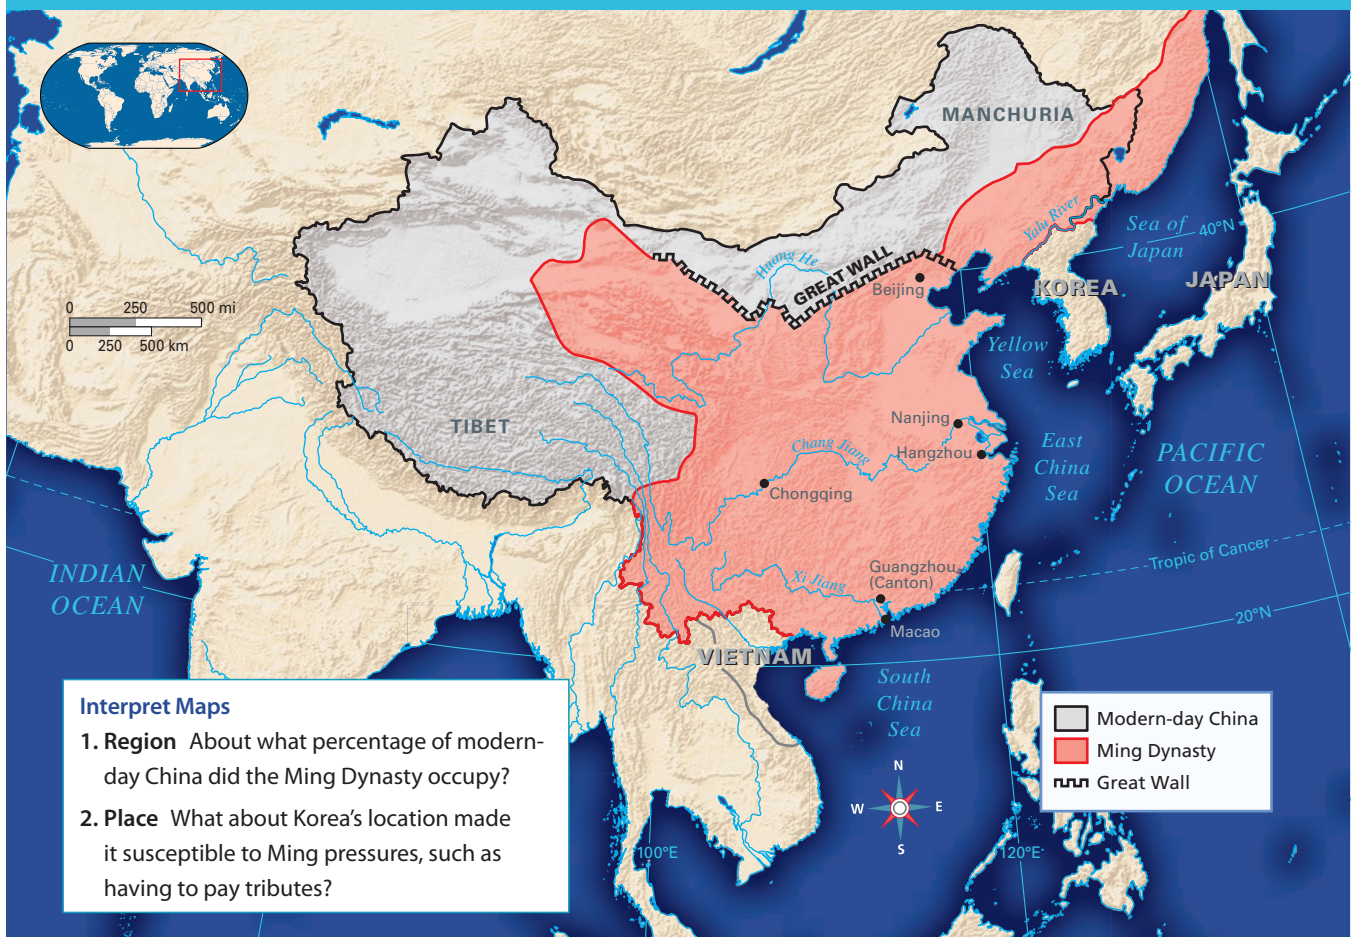 MANCHURIA
Yalu River
Sea of
Japan
40°N
JAPAN
KOREA
Huang He
GREAT WALL
Beijing
0 250 500 mi
0 250 500 km
Yellow
Sea
TIBET
Nanjing
Hangzhou
Chang Jiang
Chongqing
East
China
Sea
PACIFIC
OCEAN
Tropic of Cancer
INDIAN
OCEAN
Guangzhou
(Canton)
Xi Jiang
Macao
20°N
VIETNAM
South
China
Sea
Interpret Maps
1. Region About what percentage of modern-
day China did the Ming Dynasty occupy?
2. Place What about Korea's location made
it susceptible to Ming pressures, such as
having to pay tributes?
Modern-day China
Ming Dynasty
Great Wall
N
W E
S
100°E
120°E